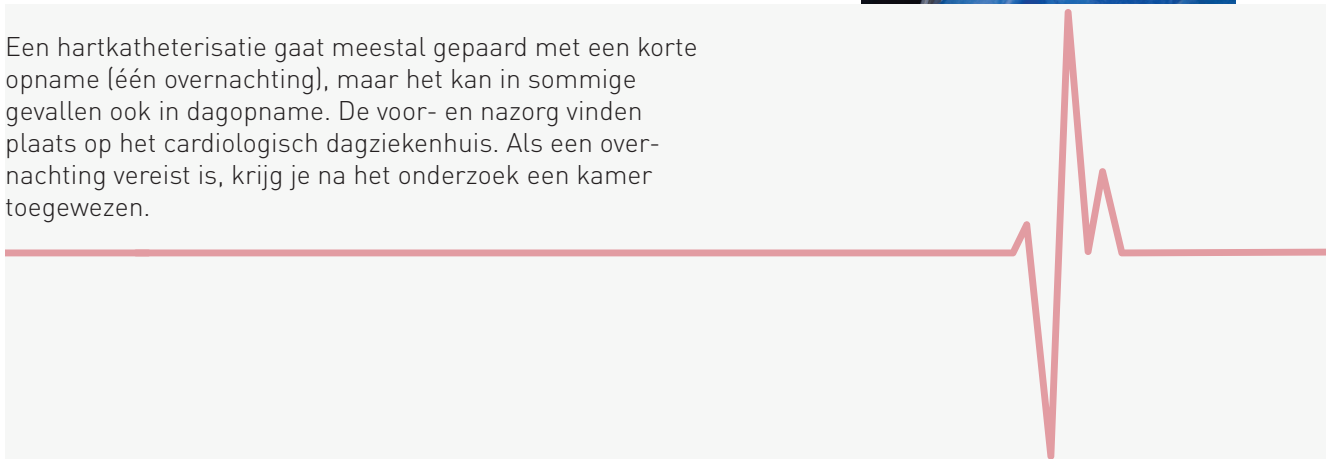 Een hartkatheterisatie gaat meestal gepaard met een korte
opname (één overnachting), maar het kan in sommige
gevallen ook in dagopname. De voor- en nazorg vinden
plaats op het cardiologisch dagziekenhuis. Als een over-
nachting vereist is, krijg je na het onderzoek een kamer
toegewezen.